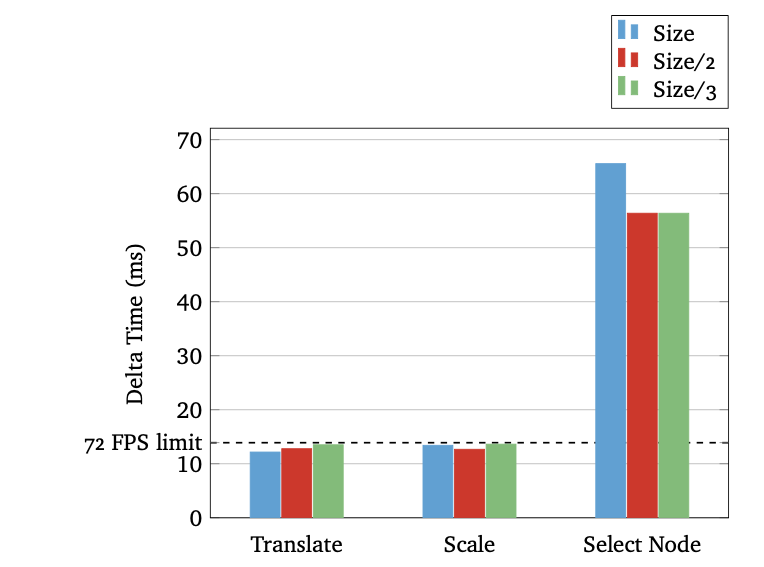 Size
Size/2
Size/3
70
60
50
40
30
20
72 FPS limit
10
0
Delta Time (ms)
Translate
Scale
Select Node